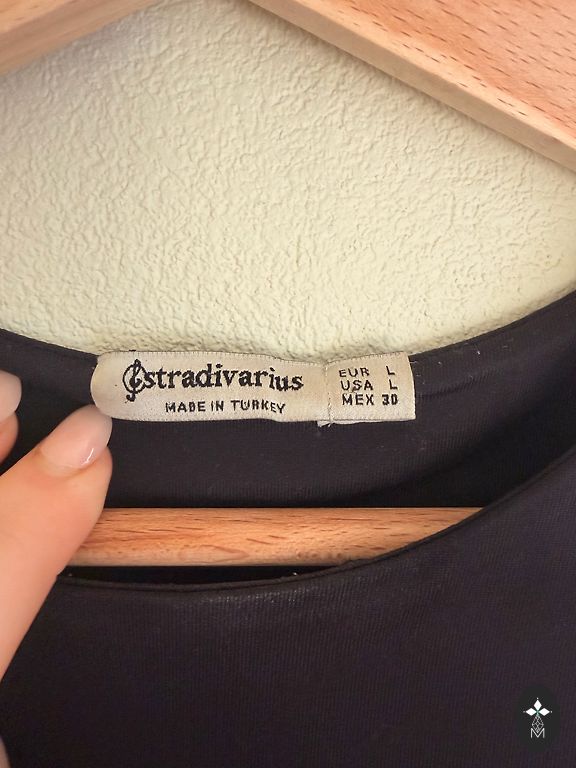 Stradivarius
MADE IN TURKEY
EUR L
USA L
MEX 30
M